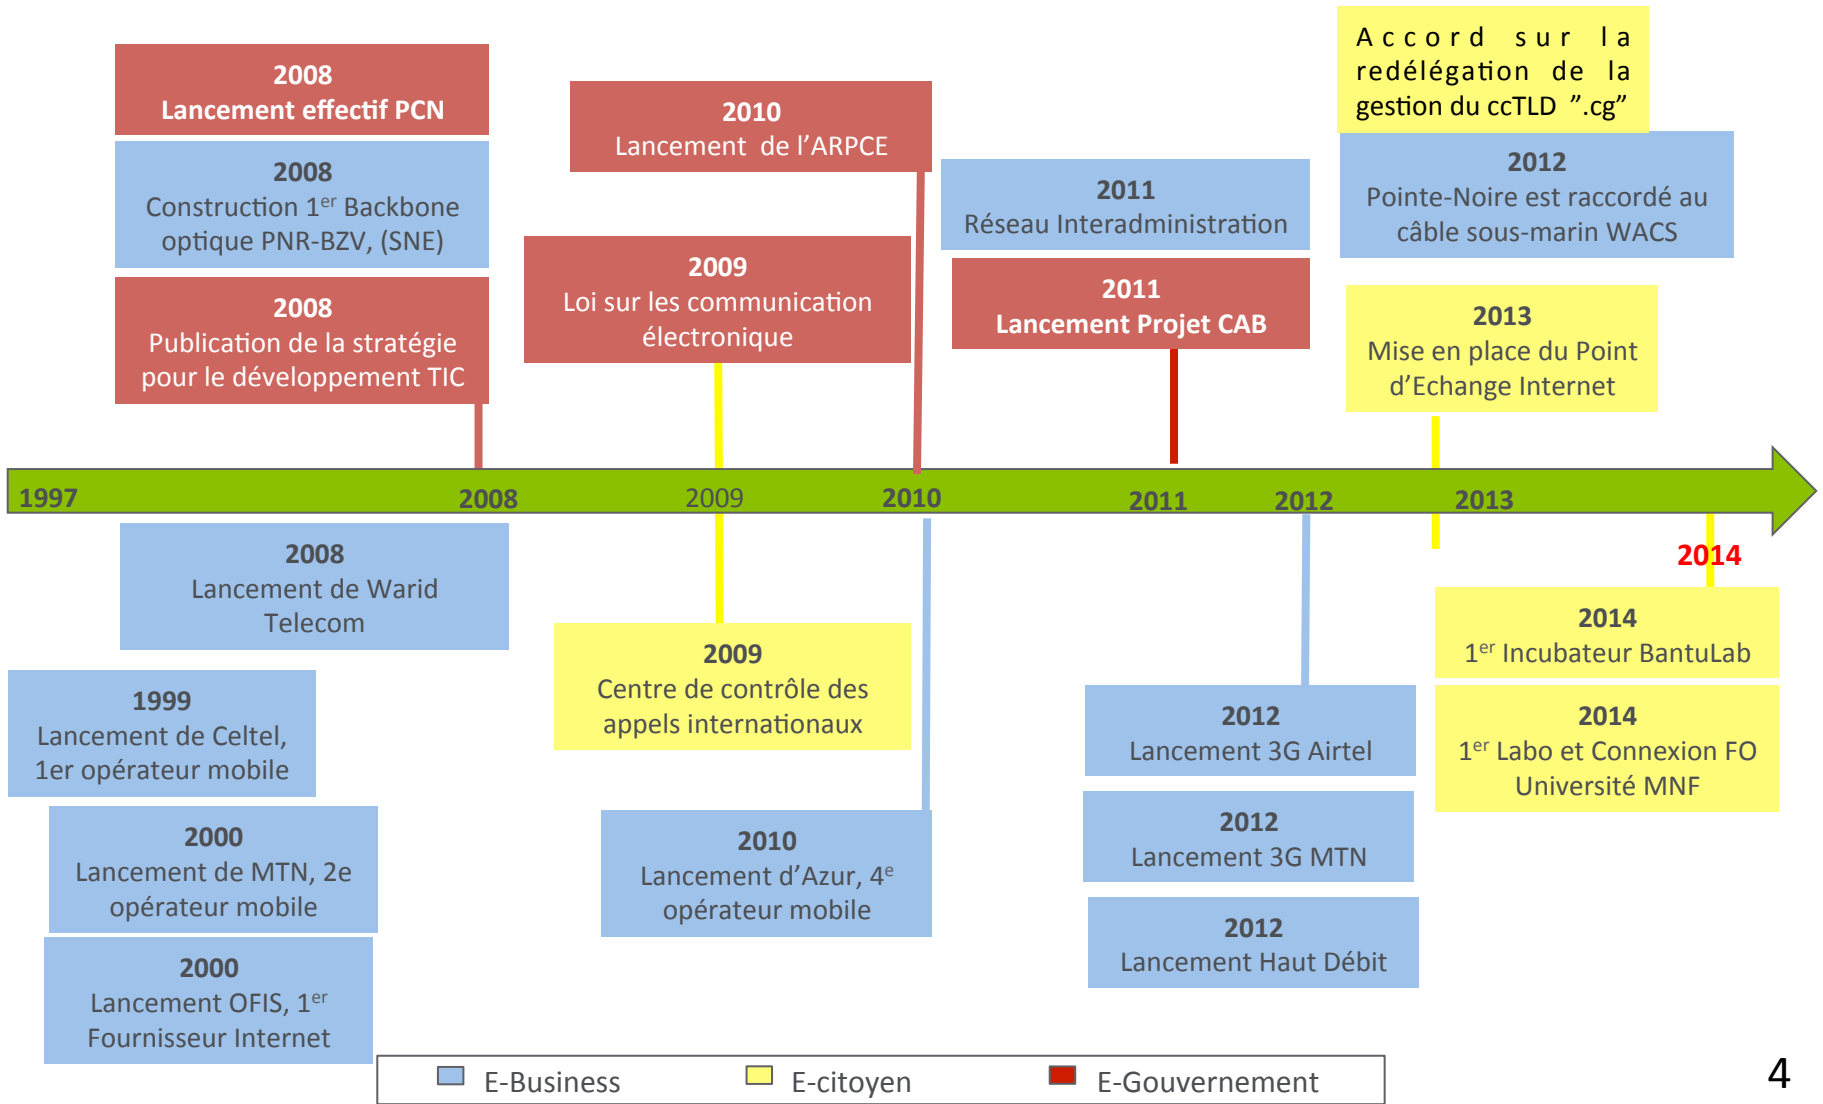 2008
Lancement effectif PCN
2008
Construction 1er Backbone
optique PNR-BZV, (SNE)
2008
Publication de la stratégie
pour le développement TIC
2010
Lancement de l’ARPCE
2009
Loi sur les communication
électronique
2011
Réseau Interadministration
2011
Lancement Projet CAB
Accord sur la
redélégation de la
gestion du ccTLD ”.cg”
2012
Pointe-Noire est raccordé au
câble sous-marin WACS
2013
Mise en place du Point
d’Echange Internet
1997 2008 2009 2010 2011 2012 2013
2014
2008
Lancement de Warid
Telecom
1999
Lancement de Celtel,
1er opérateur mobile
2000
Lancement de MTN, 2e
opérateur mobile
2000
Lancement OFIS, 1er
Fournisseur Internet
2009
Centre de contrôle des
appels internationaux
2010
Lancement d’Azur, 4e
opérateur mobile
2012
Lancement 3G Airtel
2012
Lancement 3G MTN
2012
Lancement Haut Débit
2014
1er Incubateur BantuLab
2014
1er Labo et Connexion FO
Université MNF
E-Business E-citoyen E-Gouvernement
4